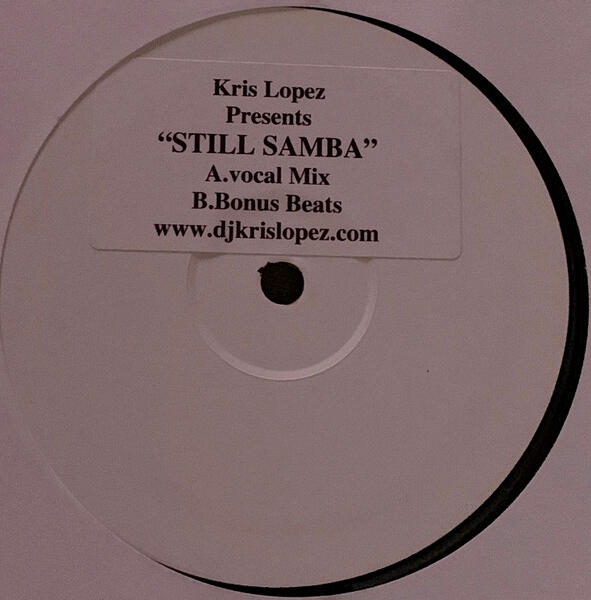 Kris Lopez
Presents
“STILL SAMBA”
A.vocal Mix
B.Bonus Beats
www.djkrislopez.com